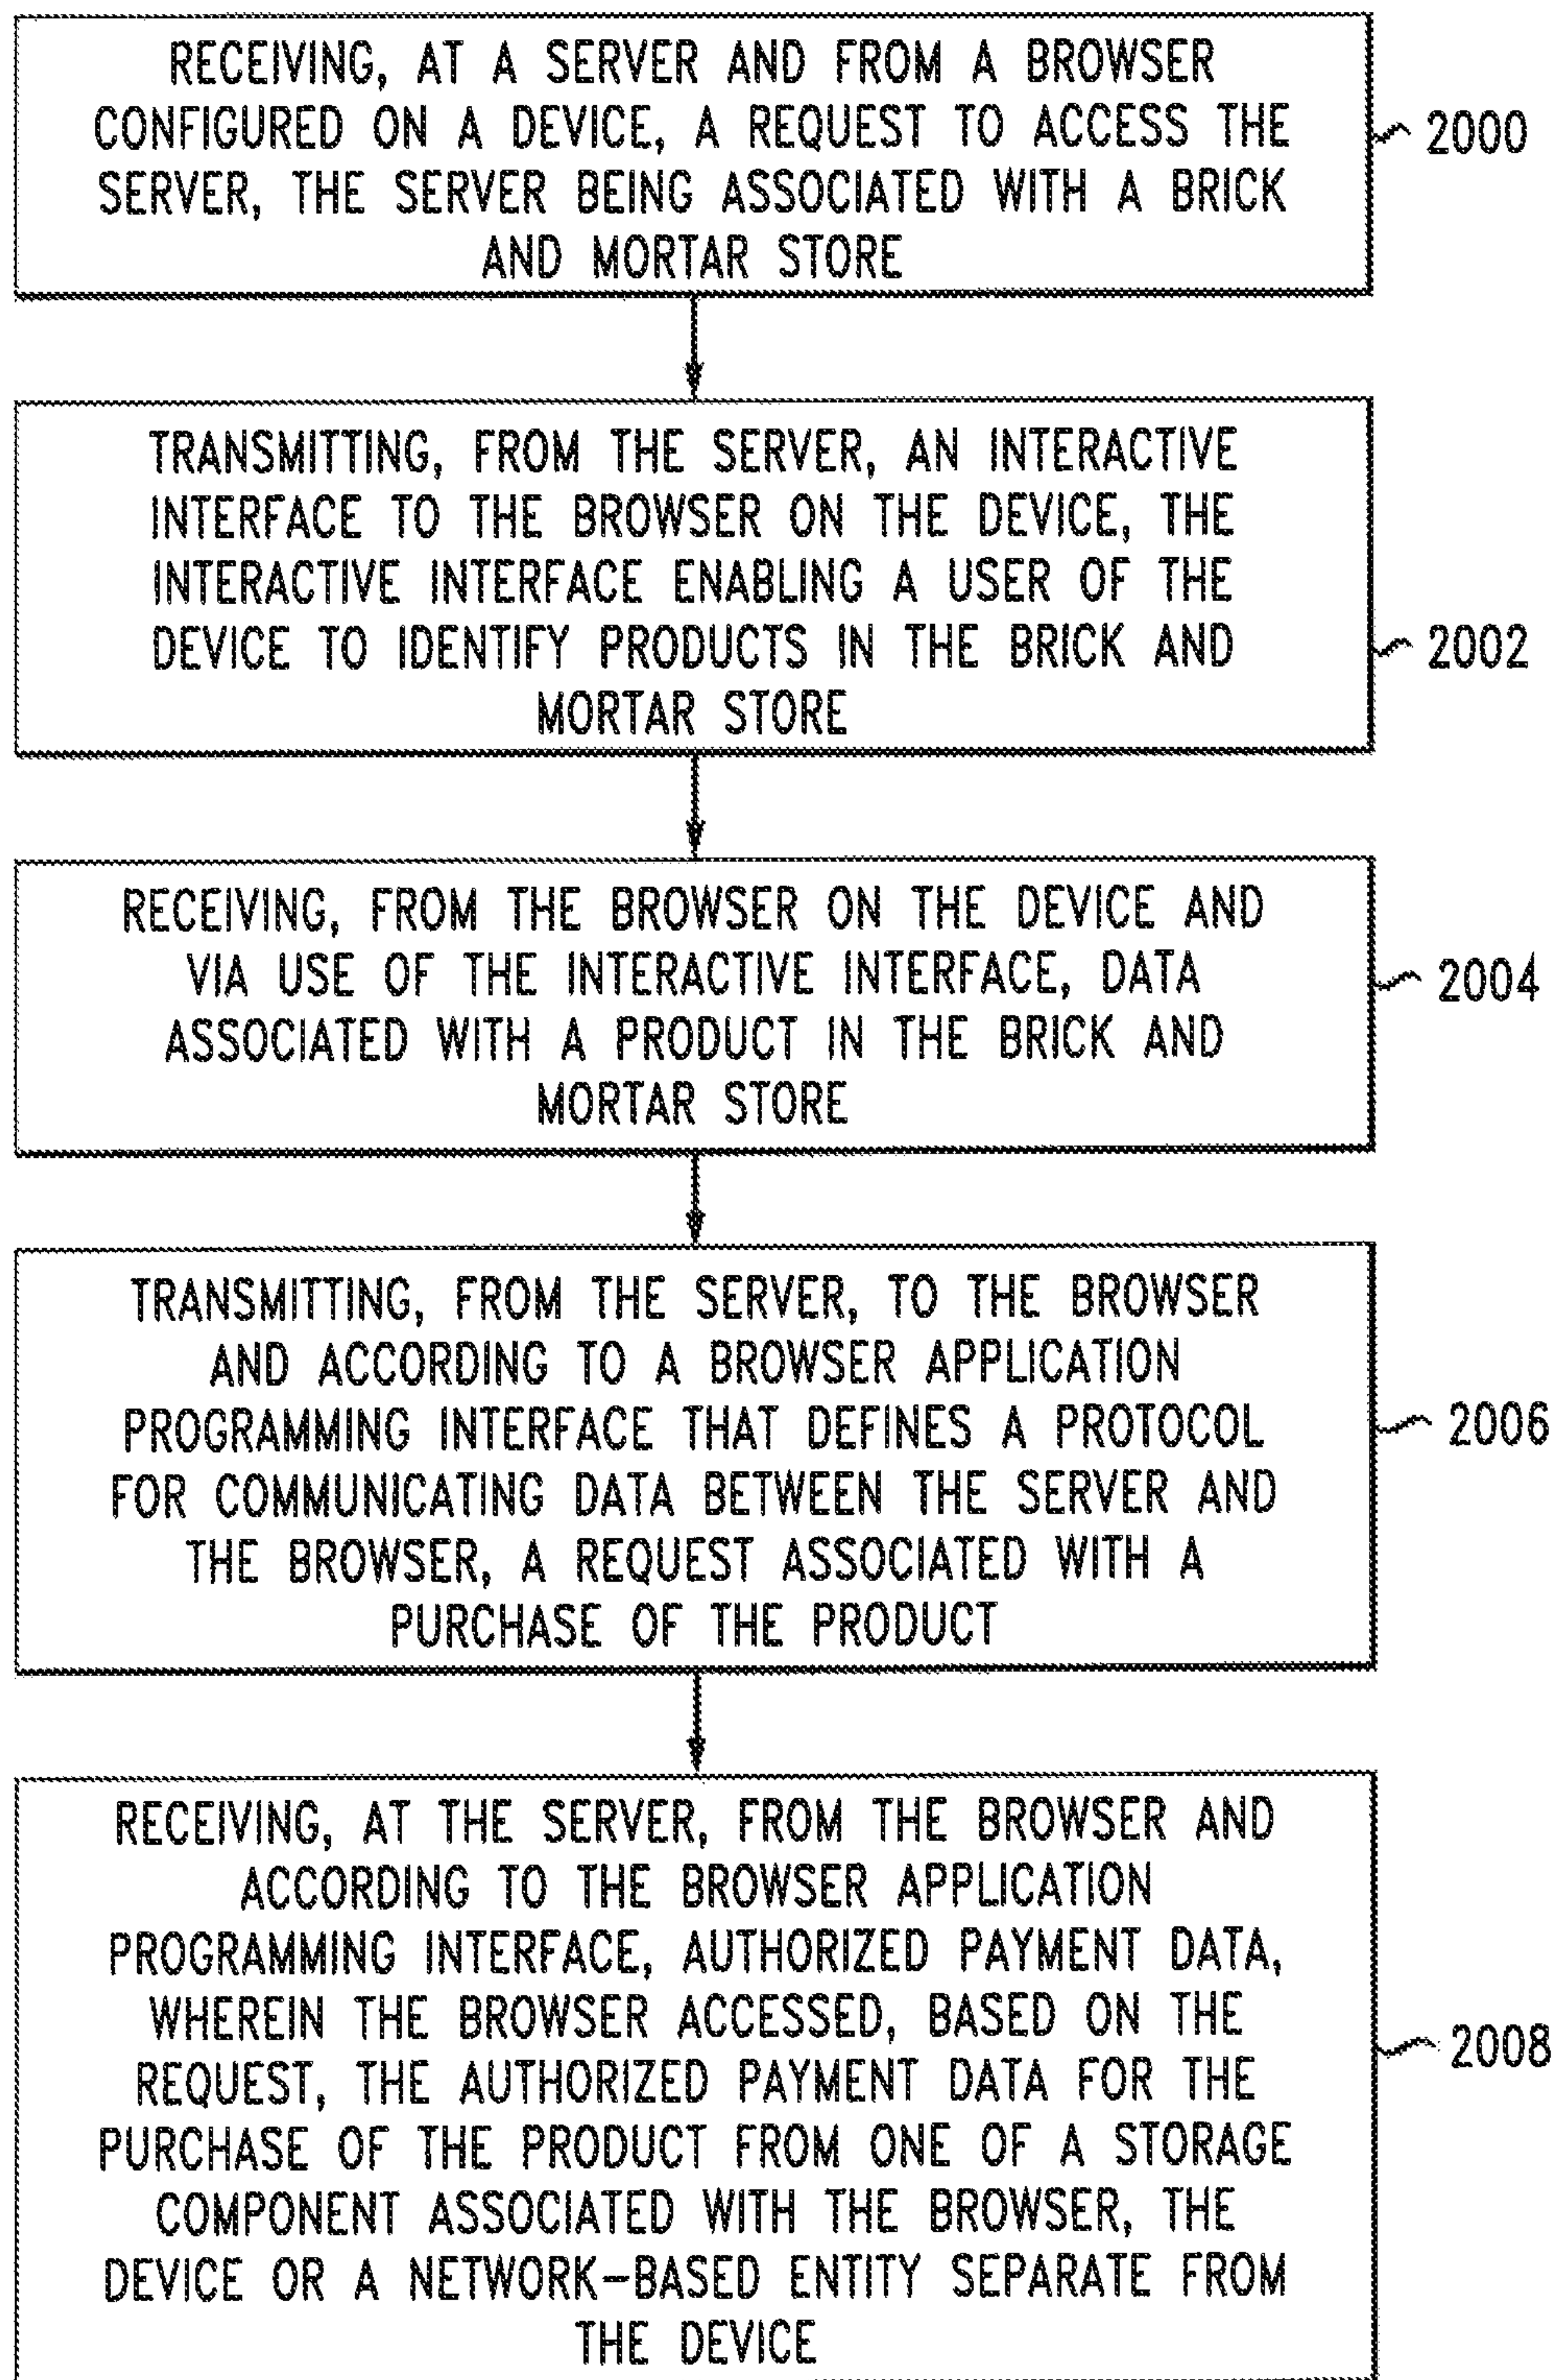 RECEIVING, AT A SERVER AND FROM A BROWSER
CONFIGURED ON A DEVICE, A REQUEST TO ACCESS THE
SERVER, THE SERVER BEING ASSOCIATED WITH A BRICK
AND MORTAR STORE
2000
TRANSMITTING, FROM THE SERVER, AN INTERACTIVE
INTERFACE TO THE BROWSER ON THE DEVICE, THE
INTERACTIVE INTERFACE ENABLING A USER OF THE
DEVICE TO IDENTIFY PRODUCTS IN THE BRICK AND
MORTAR STORE
2002
RECEIVING, FROM THE BROWSER ON THE DEVICE AND
VIA USE OF THE INTERACTIVE INTERFACE, DATA
ASSOCIATED WITH A PRODUCT IN THE BRICK AND
MORTAR STORE
2004
TRANSMITTING, FROM THE SERVER, TO THE BROWSER
AND ACCORDING TO A BROWSER APPLICATION
PROGRAMMING INTERFACE THAT DEFINES A PROTOCOL
FOR COMMUNICATING DATA BETWEEN THE SERVER AND
THE BROWSER, A REQUEST ASSOCIATED WITH A
PURCHASE OF THE PRODUCT
2006
RECEIVING, AT THE SERVER, FROM THE BROWSER AND
ACCORDING TO THE BROWSER APPLICATION
PROGRAMMING INTERFACE, AUTHORIZED PAYMENT DATA,
WHEREIN THE BROWSER ACCESSED, BASED ON THE
REQUEST, THE AUTHORIZED PAYMENT DATA FOR THE
PURCHASE OF THE PRODUCT FROM ONE OF A STORAGE
COMPONENT ASSOCIATED WITH THE BROWSER, THE
DEVICE OR A NETWORK-BASED ENTITY SEPARATE FROM
THE DEVICE
2008